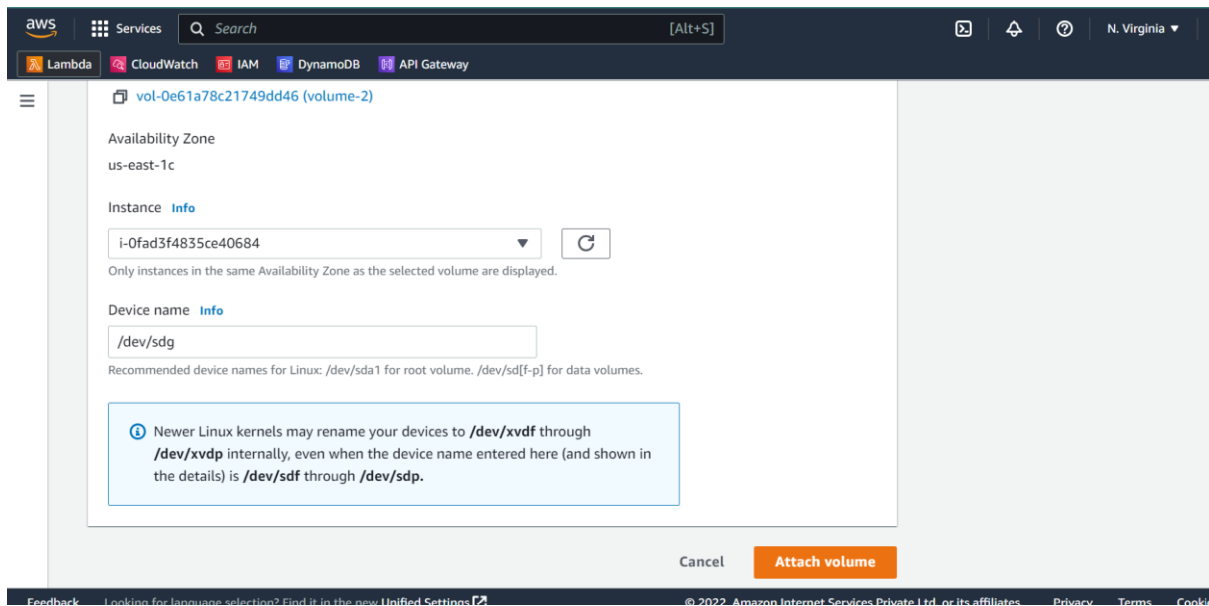 aws
Services
Search
[Alt+S]
N. Virginia
Lambda
CloudWatch
IAM
DynamoDB
API Gateway
vol-0e61a78c21749dd46 (volume-2)
Availability Zone
us-east-1c
Instance Info
i-0fad3f4835ce40684
Only instances in the same Availability Zone as the selected volume are displayed.
Device name Info
/dev/sdg
Recommended device names for Linux: /dev/sda1 for root volume. /dev/sd[f-p] for data volumes.
Newer Linux kernels may rename your devices to /dev/xvdf through
/dev/xvdp internally, even when the device name entered here (and shown in
the details) is /dev/sdf through /dev/sdp.
Cancel
Attach volume
Feedback
Looking for language selection? Find it in the new Unified Settings
© 2022, Amazon Internet Services Private Ltd. or its affiliates.
Privacy
Terms
Cookie